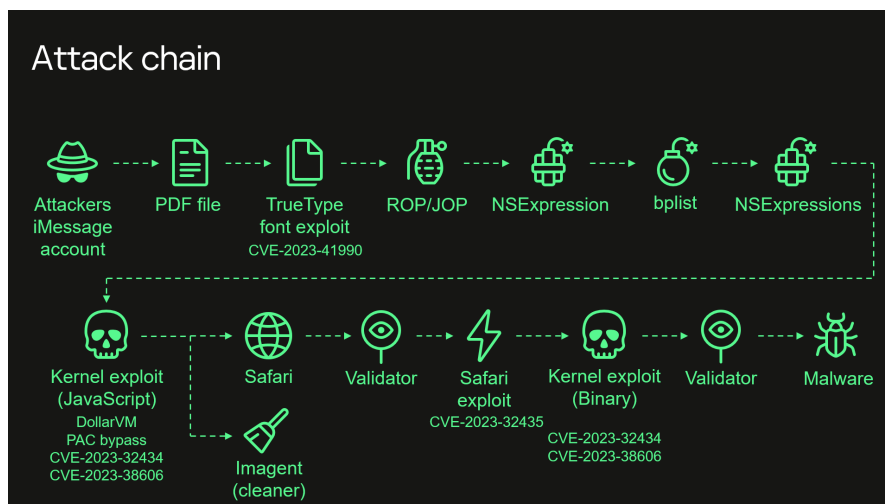 Attack chain
Attackers
iMessage
account
PDF file
TrueType
font exploit
CVE-2023-41990
ROP/JOP
NSExpression
bplist
NSExpressions
Kernel exploit
(JavaScript)
DollarVM
PAC bypass
CVE-2023-32434
CVE-2023-38606
Safari
Imagent
(cleaner)
Validator
Safari
exploit
CVE-2023-32435
Kernel exploit
(Binary)
CVE-2023-32434
CVE-2023-38606
Validator
Malware